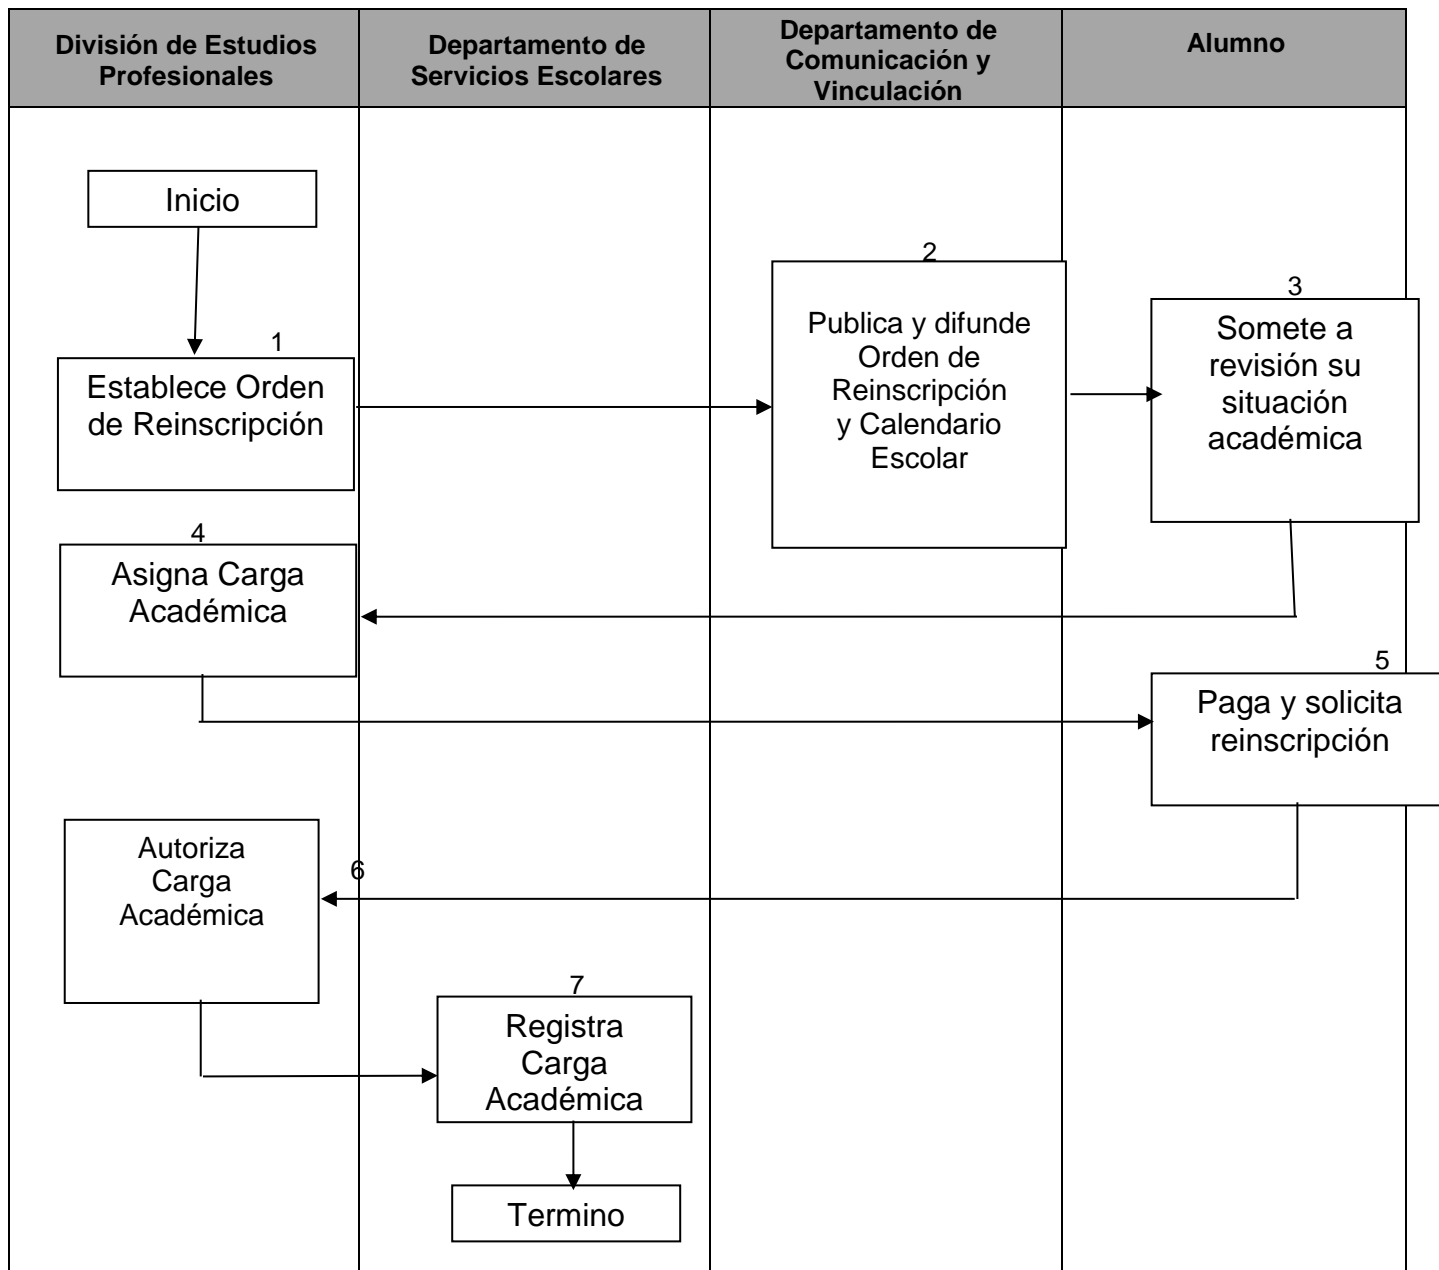 División de Estudios
Profesionales
Departamento de
Servicios Escolares
Departamento de
Comunicación y
Vinculación
Alumno
Inicio
1
Establece Orden
de Reinscripción
2
Publica y difunde
Orden de
Reinscripción
y Calendario
Escolar
3
Somete a
revisión su
situación
académica
4
Asigna Carga
Académica
5
Paga y solicita
reinscripción
6
Autoriza
Carga
Académica
7
Registra
Carga
Académica
Termino